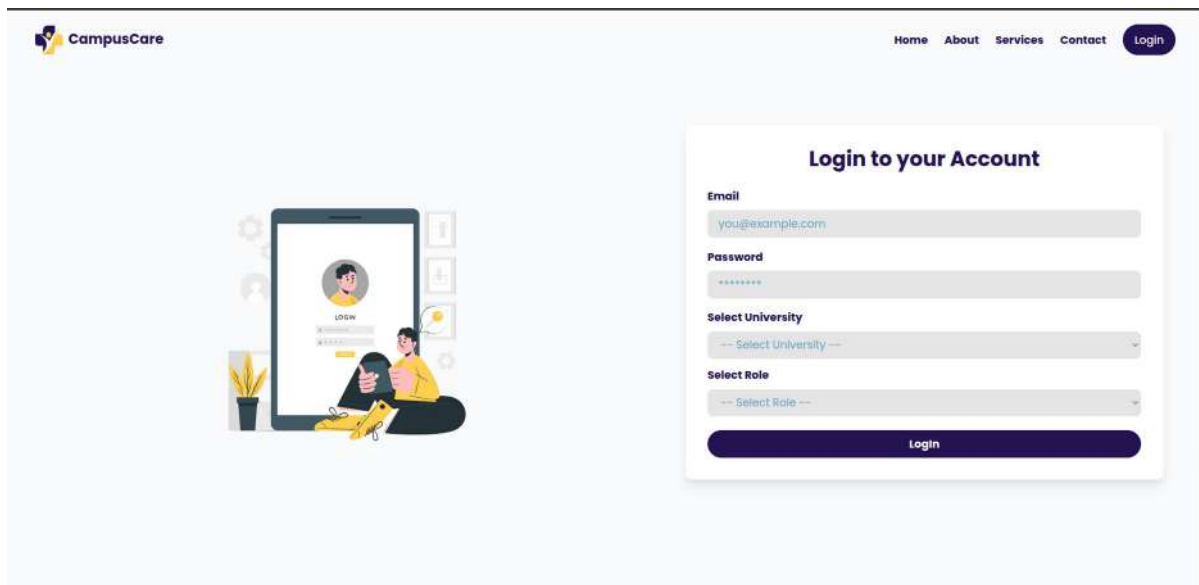 CampusCare
Home About Services Contact Login
Login to your Account
Email
you@example.com
Password
********
Select University
-- Select University --
Select Role
-- Select Role --
LogIn
LOGIN